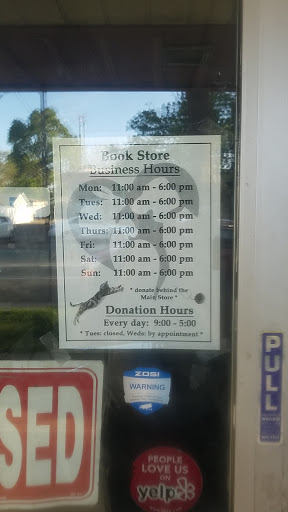 Book Store
Business Hours
Mon: 11:00 am - 6:00 pm
Tues: 11:00 am - 6:00 pm
Wed: 11:00 am - 6:00 pm
Thurs: 11:00 am - 6:00 pm
Fri: 11:00 am - 6:00 pm
Sat: 11:00 am - 6:00 pm
Sun: 11:00 am - 6:00 pm
* donate behind the
Main Store *
Donation Hours
Every day: 9:00 - 5:00
* Tues: closed, Weds: by appointment *
PULL
SED
ZOSI
WARNING
PEOPLE
LOVE US
ON
yelp